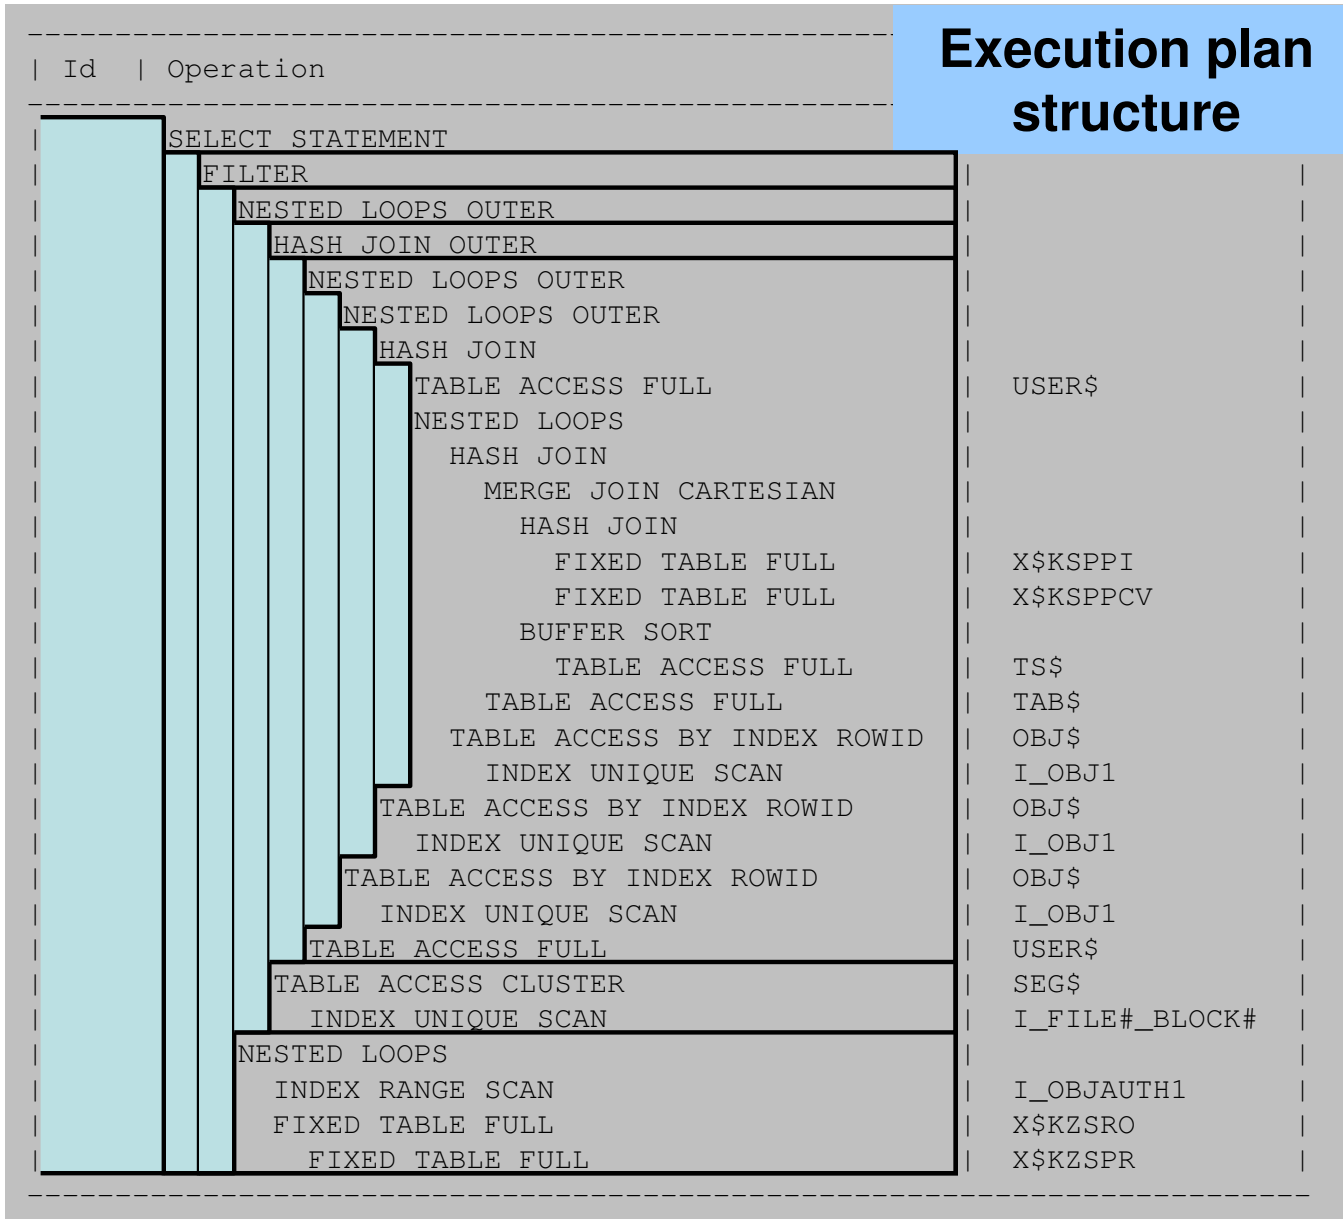 Execution plan
structure
| Id | Operation
SELECT STATEMENT
FILTER
NESTED LOOPS OUTER
HASH JOIN OUTER
NESTED LOOPS OUTER
NESTED LOOPS OUTER
HASH JOIN
TABLE ACCESS FULL | USER$ |
NESTED LOOPS
HASH JOIN
MERGE JOIN CARTESIAN
HASH JOIN
FIXED TABLE FULL | X$KSPPI |
FIXED TABLE FULL | X$KSPPCV |
BUFFER SORT
TABLE ACCESS FULL | TS$ |
TABLE ACCESS FULL | TAB$ |
TABLE ACCESS BY INDEX ROWID | OBJ$ |
INDEX UNIQUE SCAN | I_OBJ1 |
TABLE ACCESS BY INDEX ROWID | OBJ$ |
INDEX UNIQUE SCAN | I_OBJ1 |
TABLE ACCESS BY INDEX ROWID | OBJ$ |
INDEX UNIQUE SCAN | I_OBJ1 |
TABLE ACCESS FULL | USER$ |
TABLE ACCESS CLUSTER | SEG$ |
INDEX UNIQUE SCAN | I_FILE#_BLOCK# |
NESTED LOOPS
INDEX RANGE SCAN | I_OBJAUTH1 |
FIXED TABLE FULL | X$KZSRO |
FIXED TABLE FULL | X$KZSPR |